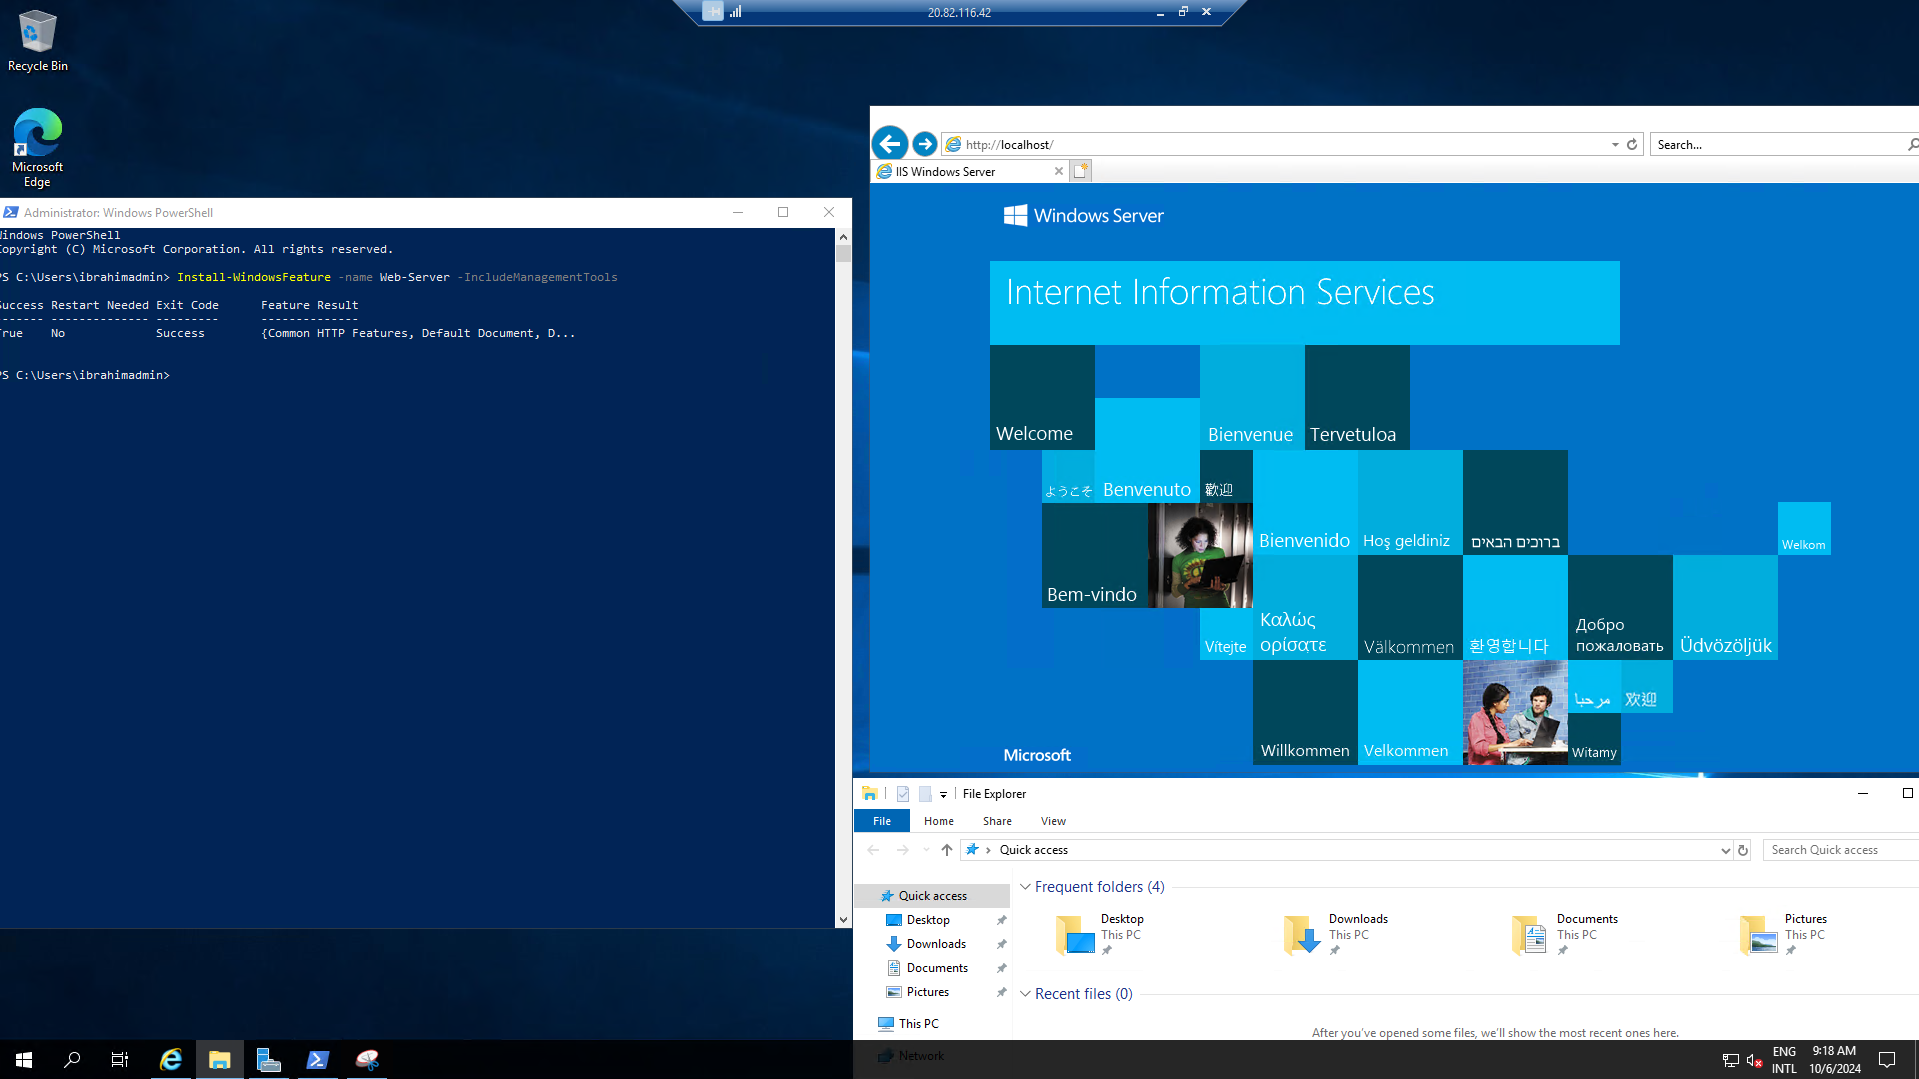 20.82.116.42
Recycle Bin
Microsoft
Edge
Administrator: Windows PowerShell
indows PowerShell
opyright (C) Microsoft Corporation. All rights reserved.
PS C:\Users\ibrahimadmin> Install-WindowsFeature -name Web-Server -IncludeManagementTools
Success Restart Needed Exit Code      Feature Result
------- -------------- ---------      --------------
True    No             Success        {Common HTTP Features, Default Document, D...
PS C:\Users\ibrahimadmin>
http://localhost/
Search...
IIS Windows Server
Windows Server
Internet Information Services
Welcome
Bienvenue
Tervetuloa
ようこそ
Benvenuto
歡迎
Bienvenido
Hoş geldiniz
ברוכים הבאים
Welkom
Bem-vindo
Vítejte
Καλώς
ορίσατε
Välkommen
환영합니다
Добро
пожаловать
Üdvözöljük
Willkommen
Velkommen
مرحبا
欢迎
Witamy
Microsoft
File Explorer
File
Home
Share
View
Quick access
Search Quick access
Quick access
Desktop
Downloads
Documents
Pictures
This PC
Network
Frequent folders (4)
Desktop
This PC
Downloads
This PC
Documents
This PC
Pictures
This PC
Recent files (0)
After you've opened some files, we'll show the most recent ones here.
ENG
INTL
9:18 AM
10/6/2024